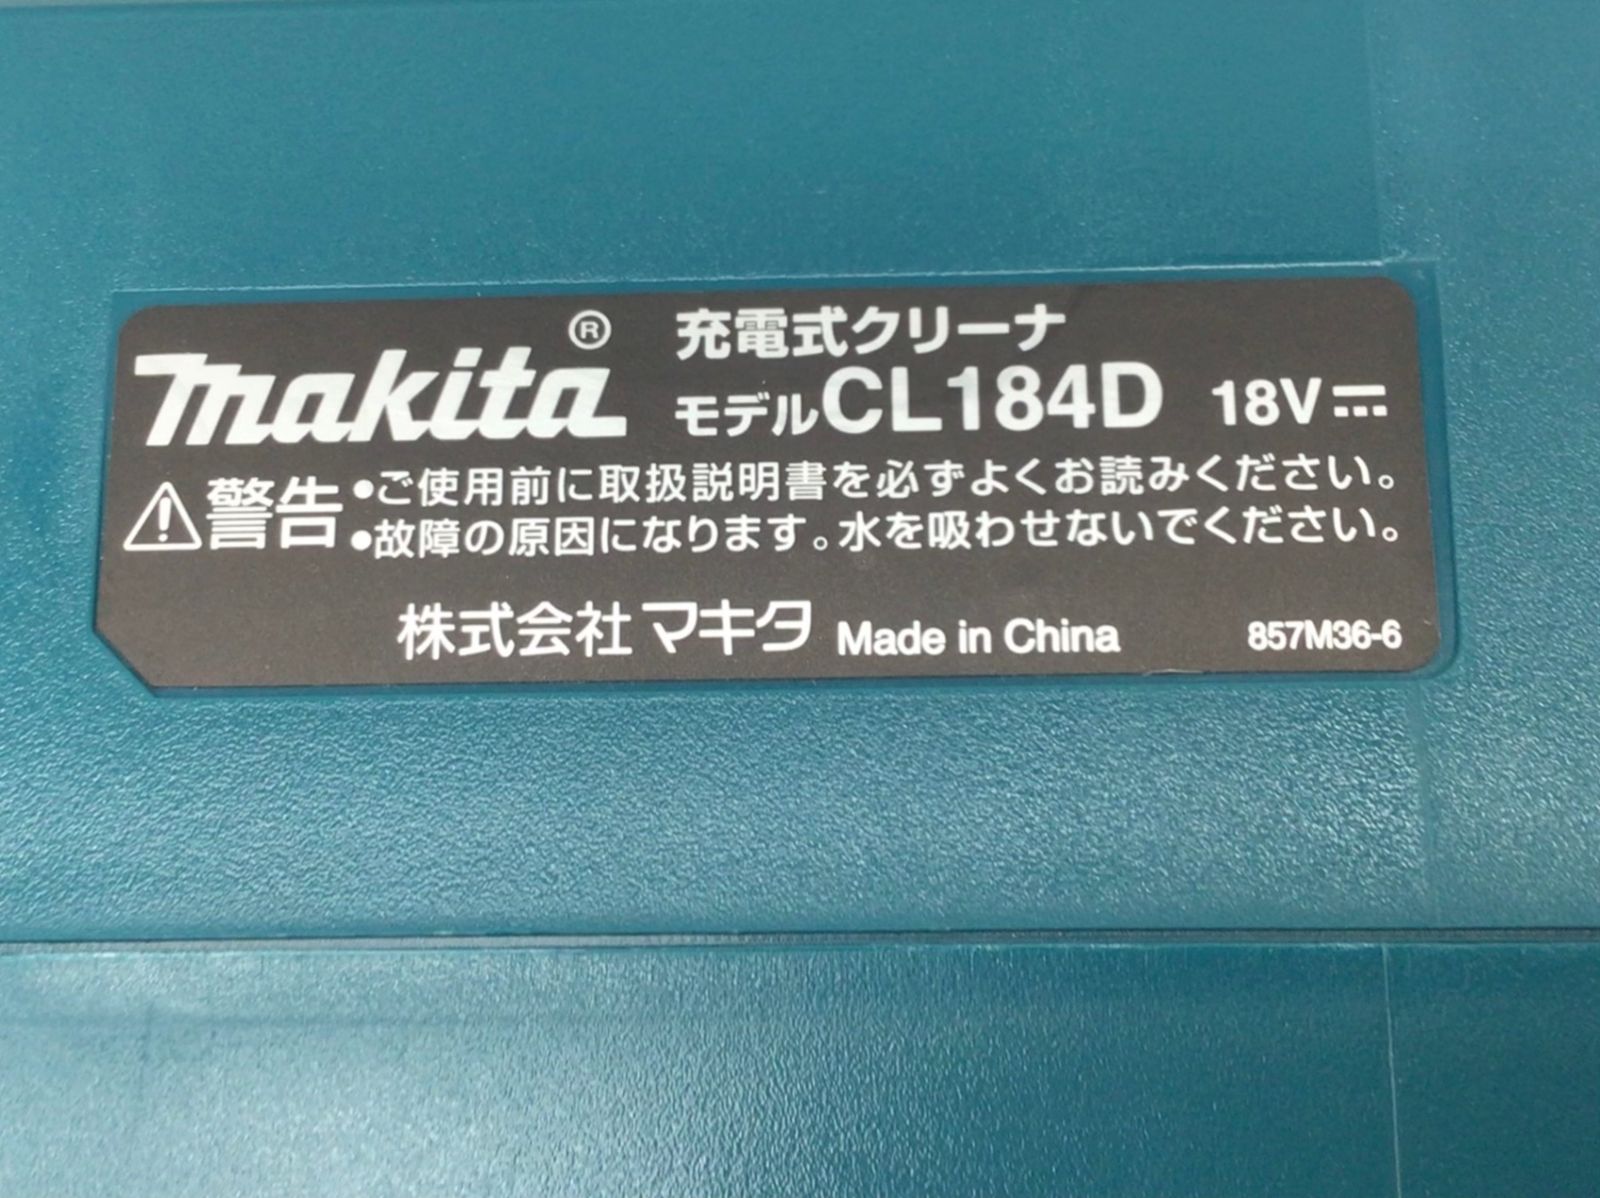 makita® 充電式クリーナ
モデルCL184D 18V⎓
⚠警告 ●ご使用前に取扱説明書を必ずよくお読みください。
●故障の原因になります。水を吸わせないでください。
株式会社マキタ Made in China 857M36-6